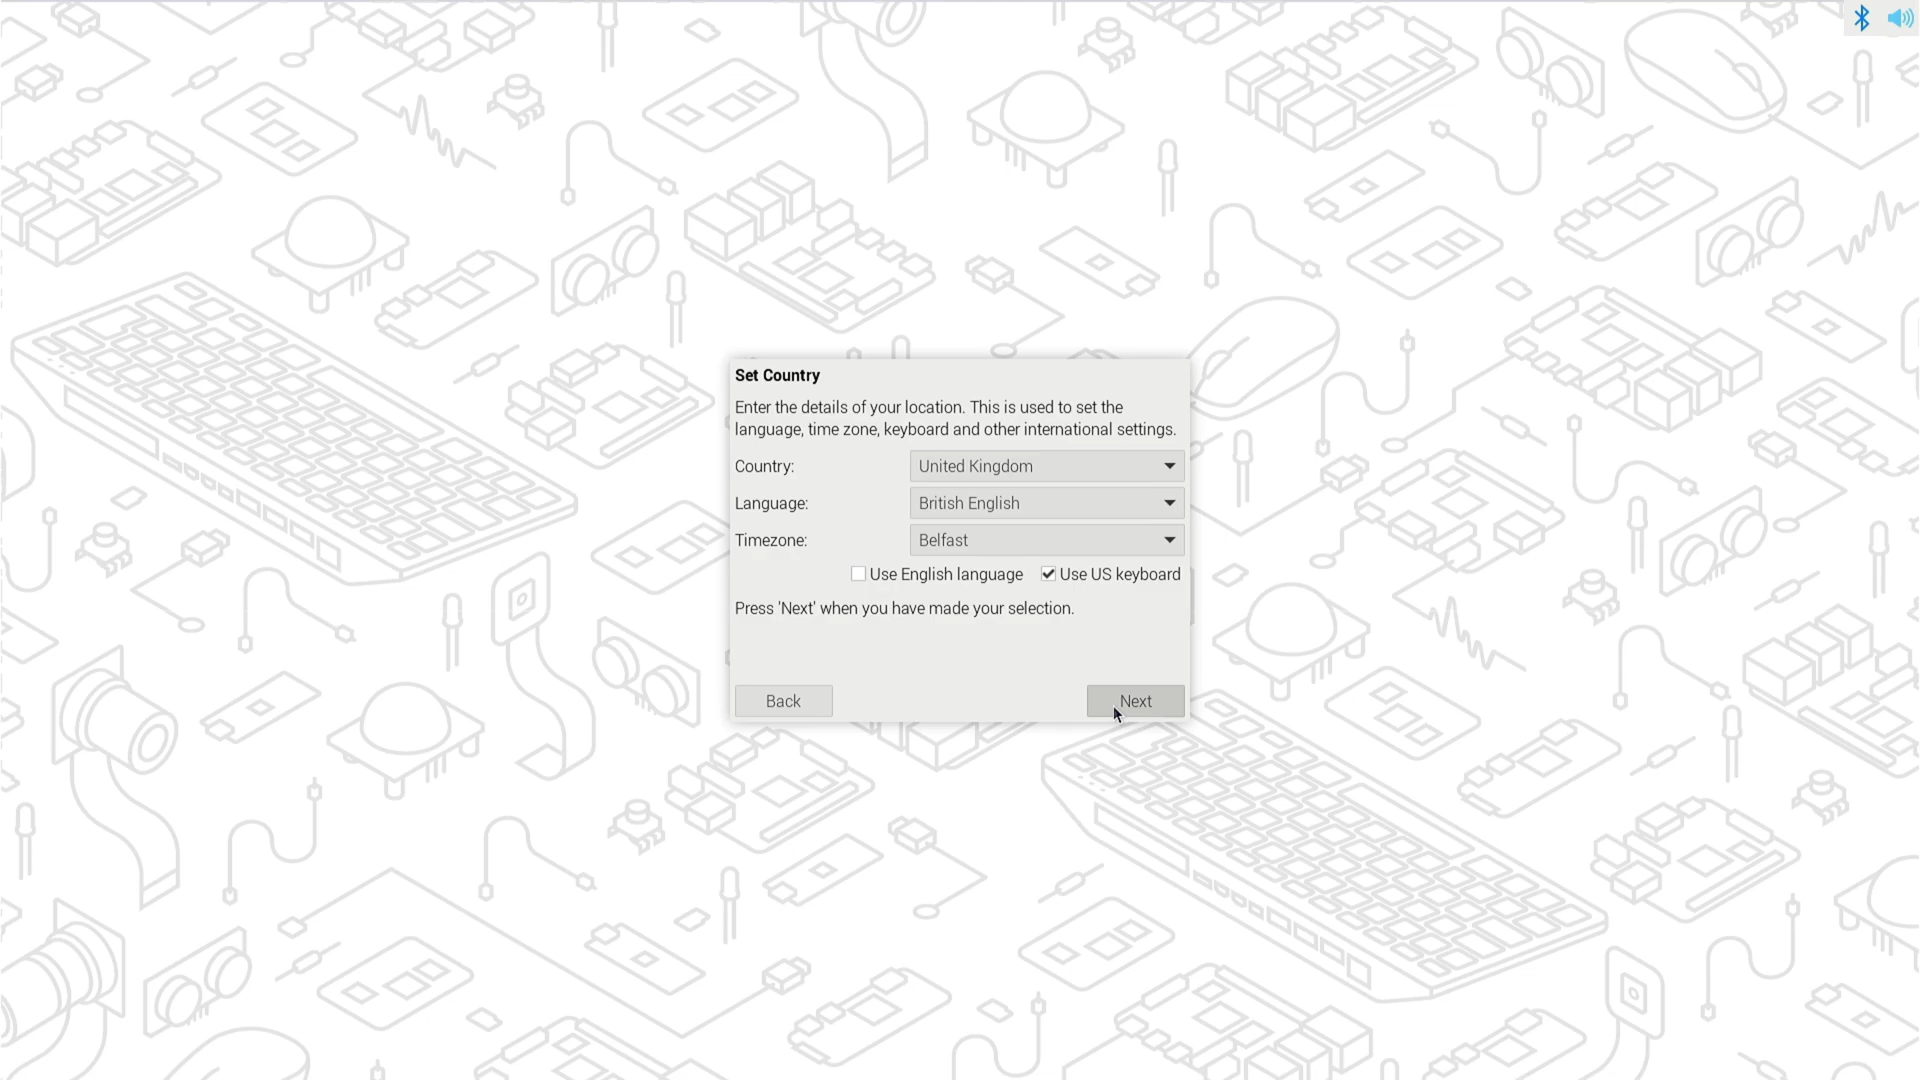 Set Country
Enter the details of your location. This is used to set the
language, time zone, keyboard and other international settings.
Country: United Kingdom
Language: British English
Timezone: Belfast
Use English language Use US keyboard
Press 'Next' when you have made your selection.
Back Next